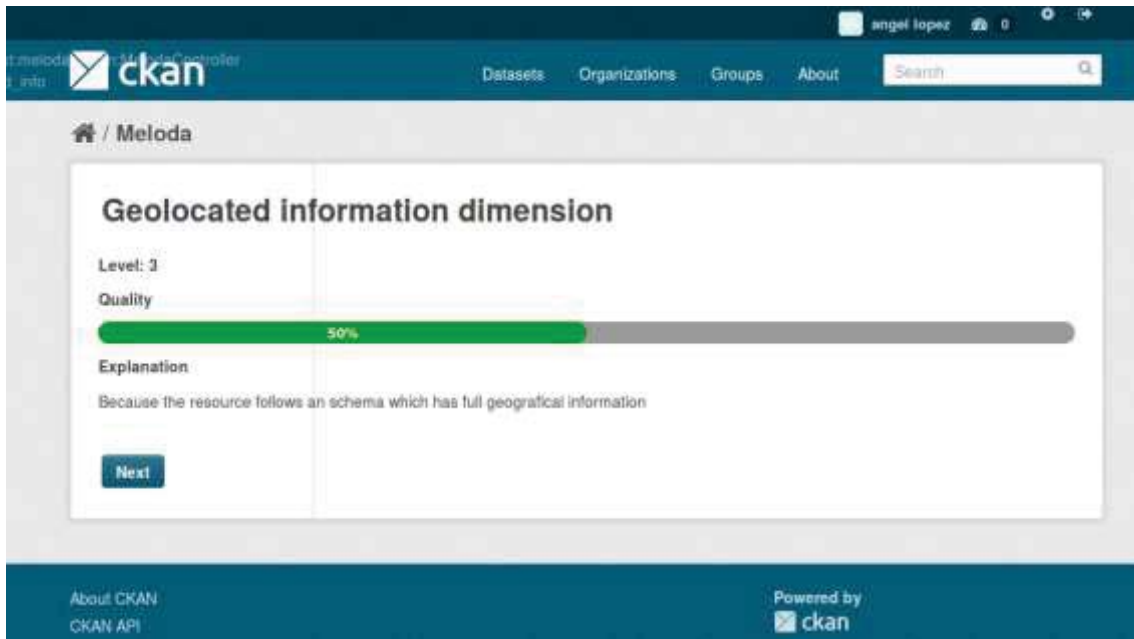 angel lopez 0
ckan
Datasets Organizations Groups About Search
/ Meloda
Geolocated information dimension
Level: 3
Quality
50%
Explanation
Because the resource follows an schema which has full geografical information
Next
About CKAN
Powered by
CKAN API
ckan